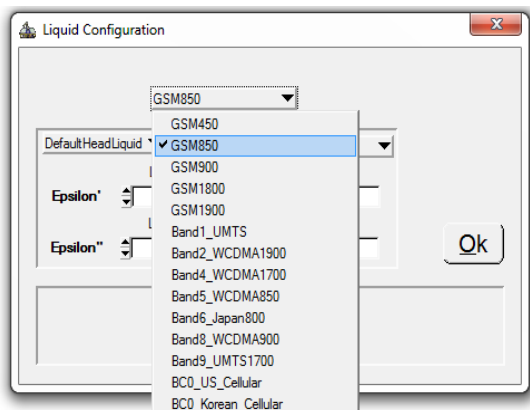 Liquid Configuration
GSM850
GSM450
GSM850
GSM900
GSM1800
GSM1900
Band1_UMTS
Band2_WCDMA1900
Band4_WCDMA1700
Band5_WCDMA850
Band6_Japan800
Band8_WCDMA900
Band9_UMTS1700
BC0_US_Cellular
BC0_Korean_Cellular
DefaultHeadLiquid
Epsilon'
Epsilon"
Ok